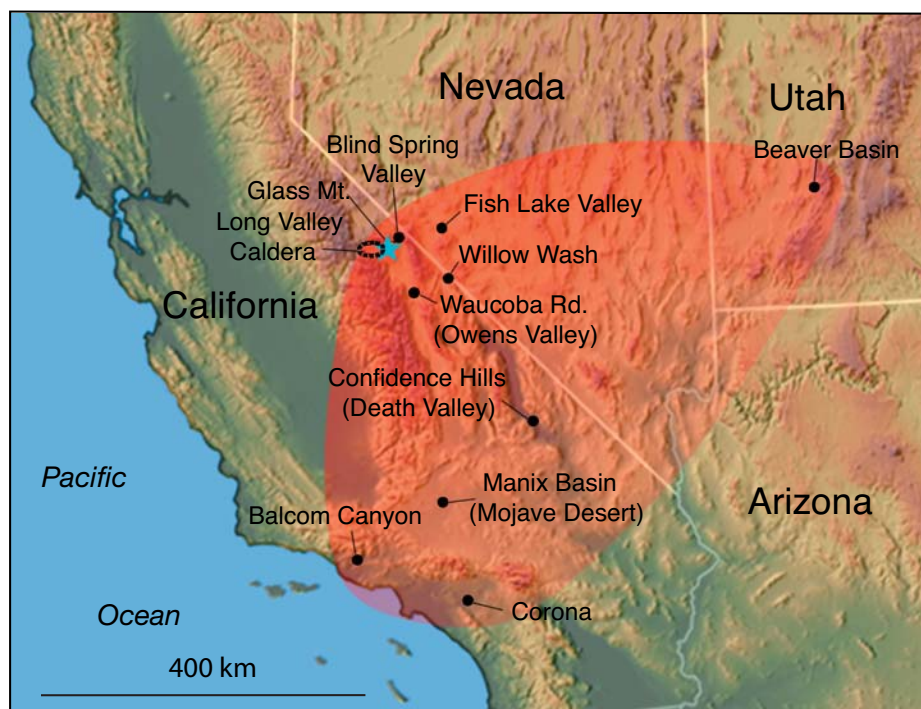 Nevada
Utah
Blind Spring
Valley
Beaver Basin
Glass Mt.
Long Valley
Caldera
Fish Lake Valley
Willow Wash
California
Waucoba Rd.
(Owens Valley)
Confidence Hills
(Death Valley)
Pacific
Manix Basin
(Mojave Desert)
Arizona
Balcom Canyon
Ocean
Corona
400 km